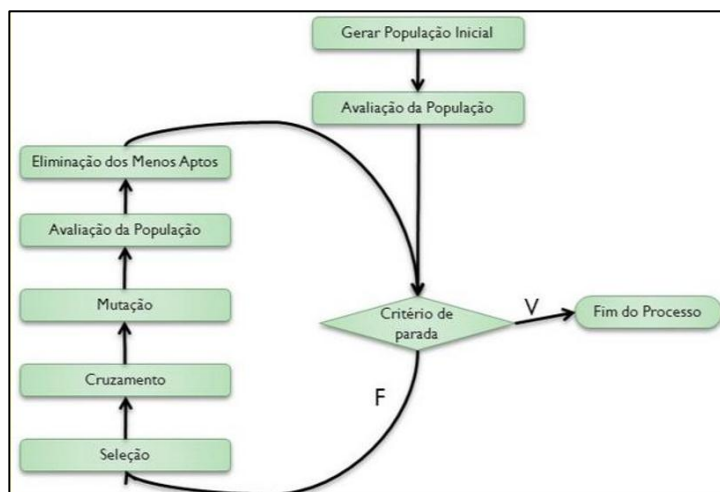 Gerar População Inicial
Avaliação da População
Eliminação dos Menos Aptos
Avaliação da População
Mutação
Cruzamento
Seleção
Critério de
parada
V
Fim do Processo
F